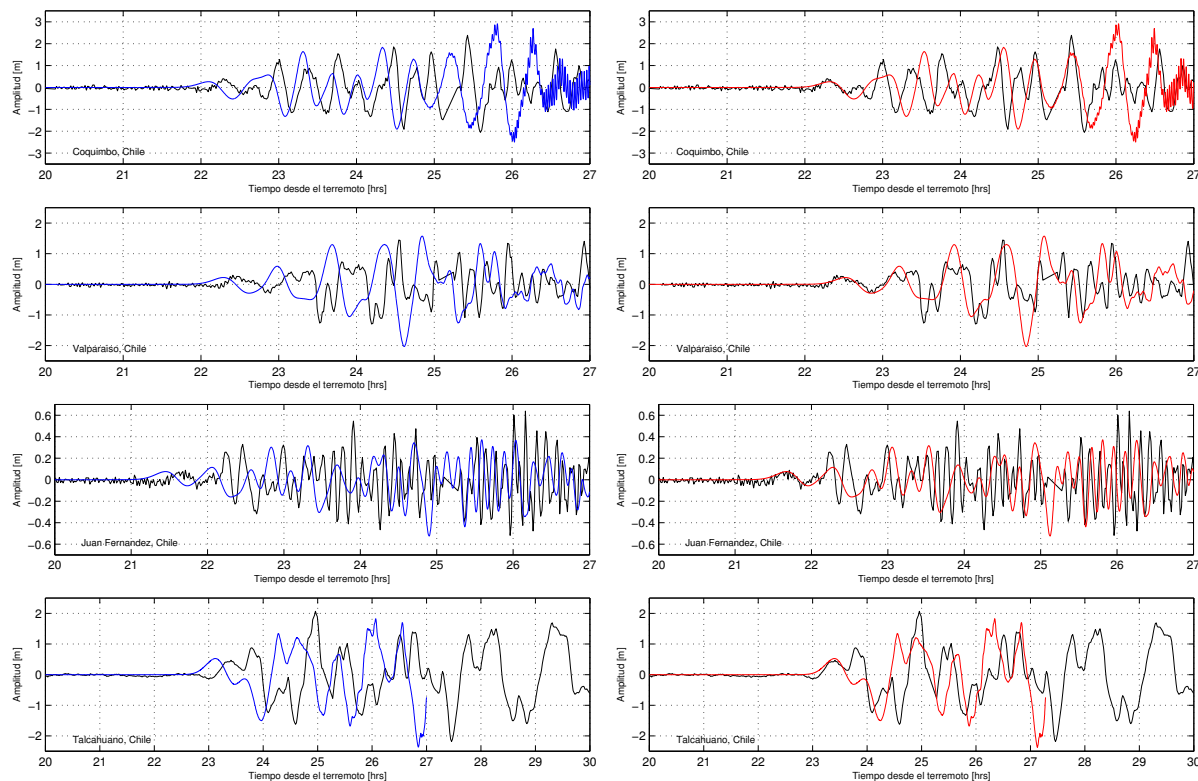 3
2
1
0
−1
−2
−3
Amplitud [m]
Coquimbo, Chile
20 21 22 23 24 25 26 27
Tiempo desde el terremoto [hrs]
3
2
1
0
−1
−2
−3
Amplitud [m]
Coquimbo, Chile
20 21 22 23 24 25 26 27
Tiempo desde el terremoto [hrs]
2
1
0
−1
−2
Amplitud [m]
Valparaiso, Chile
20 21 22 23 24 25 26 27
Tiempo desde el terremoto [hrs]
2
1
0
−1
−2
Amplitud [m]
Valparaiso, Chile
20 21 22 23 24 25 26 27
Tiempo desde el terremoto [hrs]
0.6
0.4
0.2
0
−0.2
−0.4
−0.6
Amplitud [m]
Juan Fernandez, Chile
20 21 22 23 24 25 26 27
Tiempo desde el terremoto [hrs]
0.6
0.4
0.2
0
−0.2
−0.4
−0.6
Amplitud [m]
Juan Fernandez, Chile
20 21 22 23 24 25 26 27
Tiempo desde el terremoto [hrs]
2
1
0
−1
−2
Amplitud [m]
Talcahuano, Chile
20 21 22 23 24 25 26 27 28 29 30
Tiempo desde el terremoto [hrs]
2
1
0
−1
−2
Amplitud [m]
Talcahuano, Chile
20 21 22 23 24 25 26 27 28 29 30
Tiempo desde el terremoto [hrs]